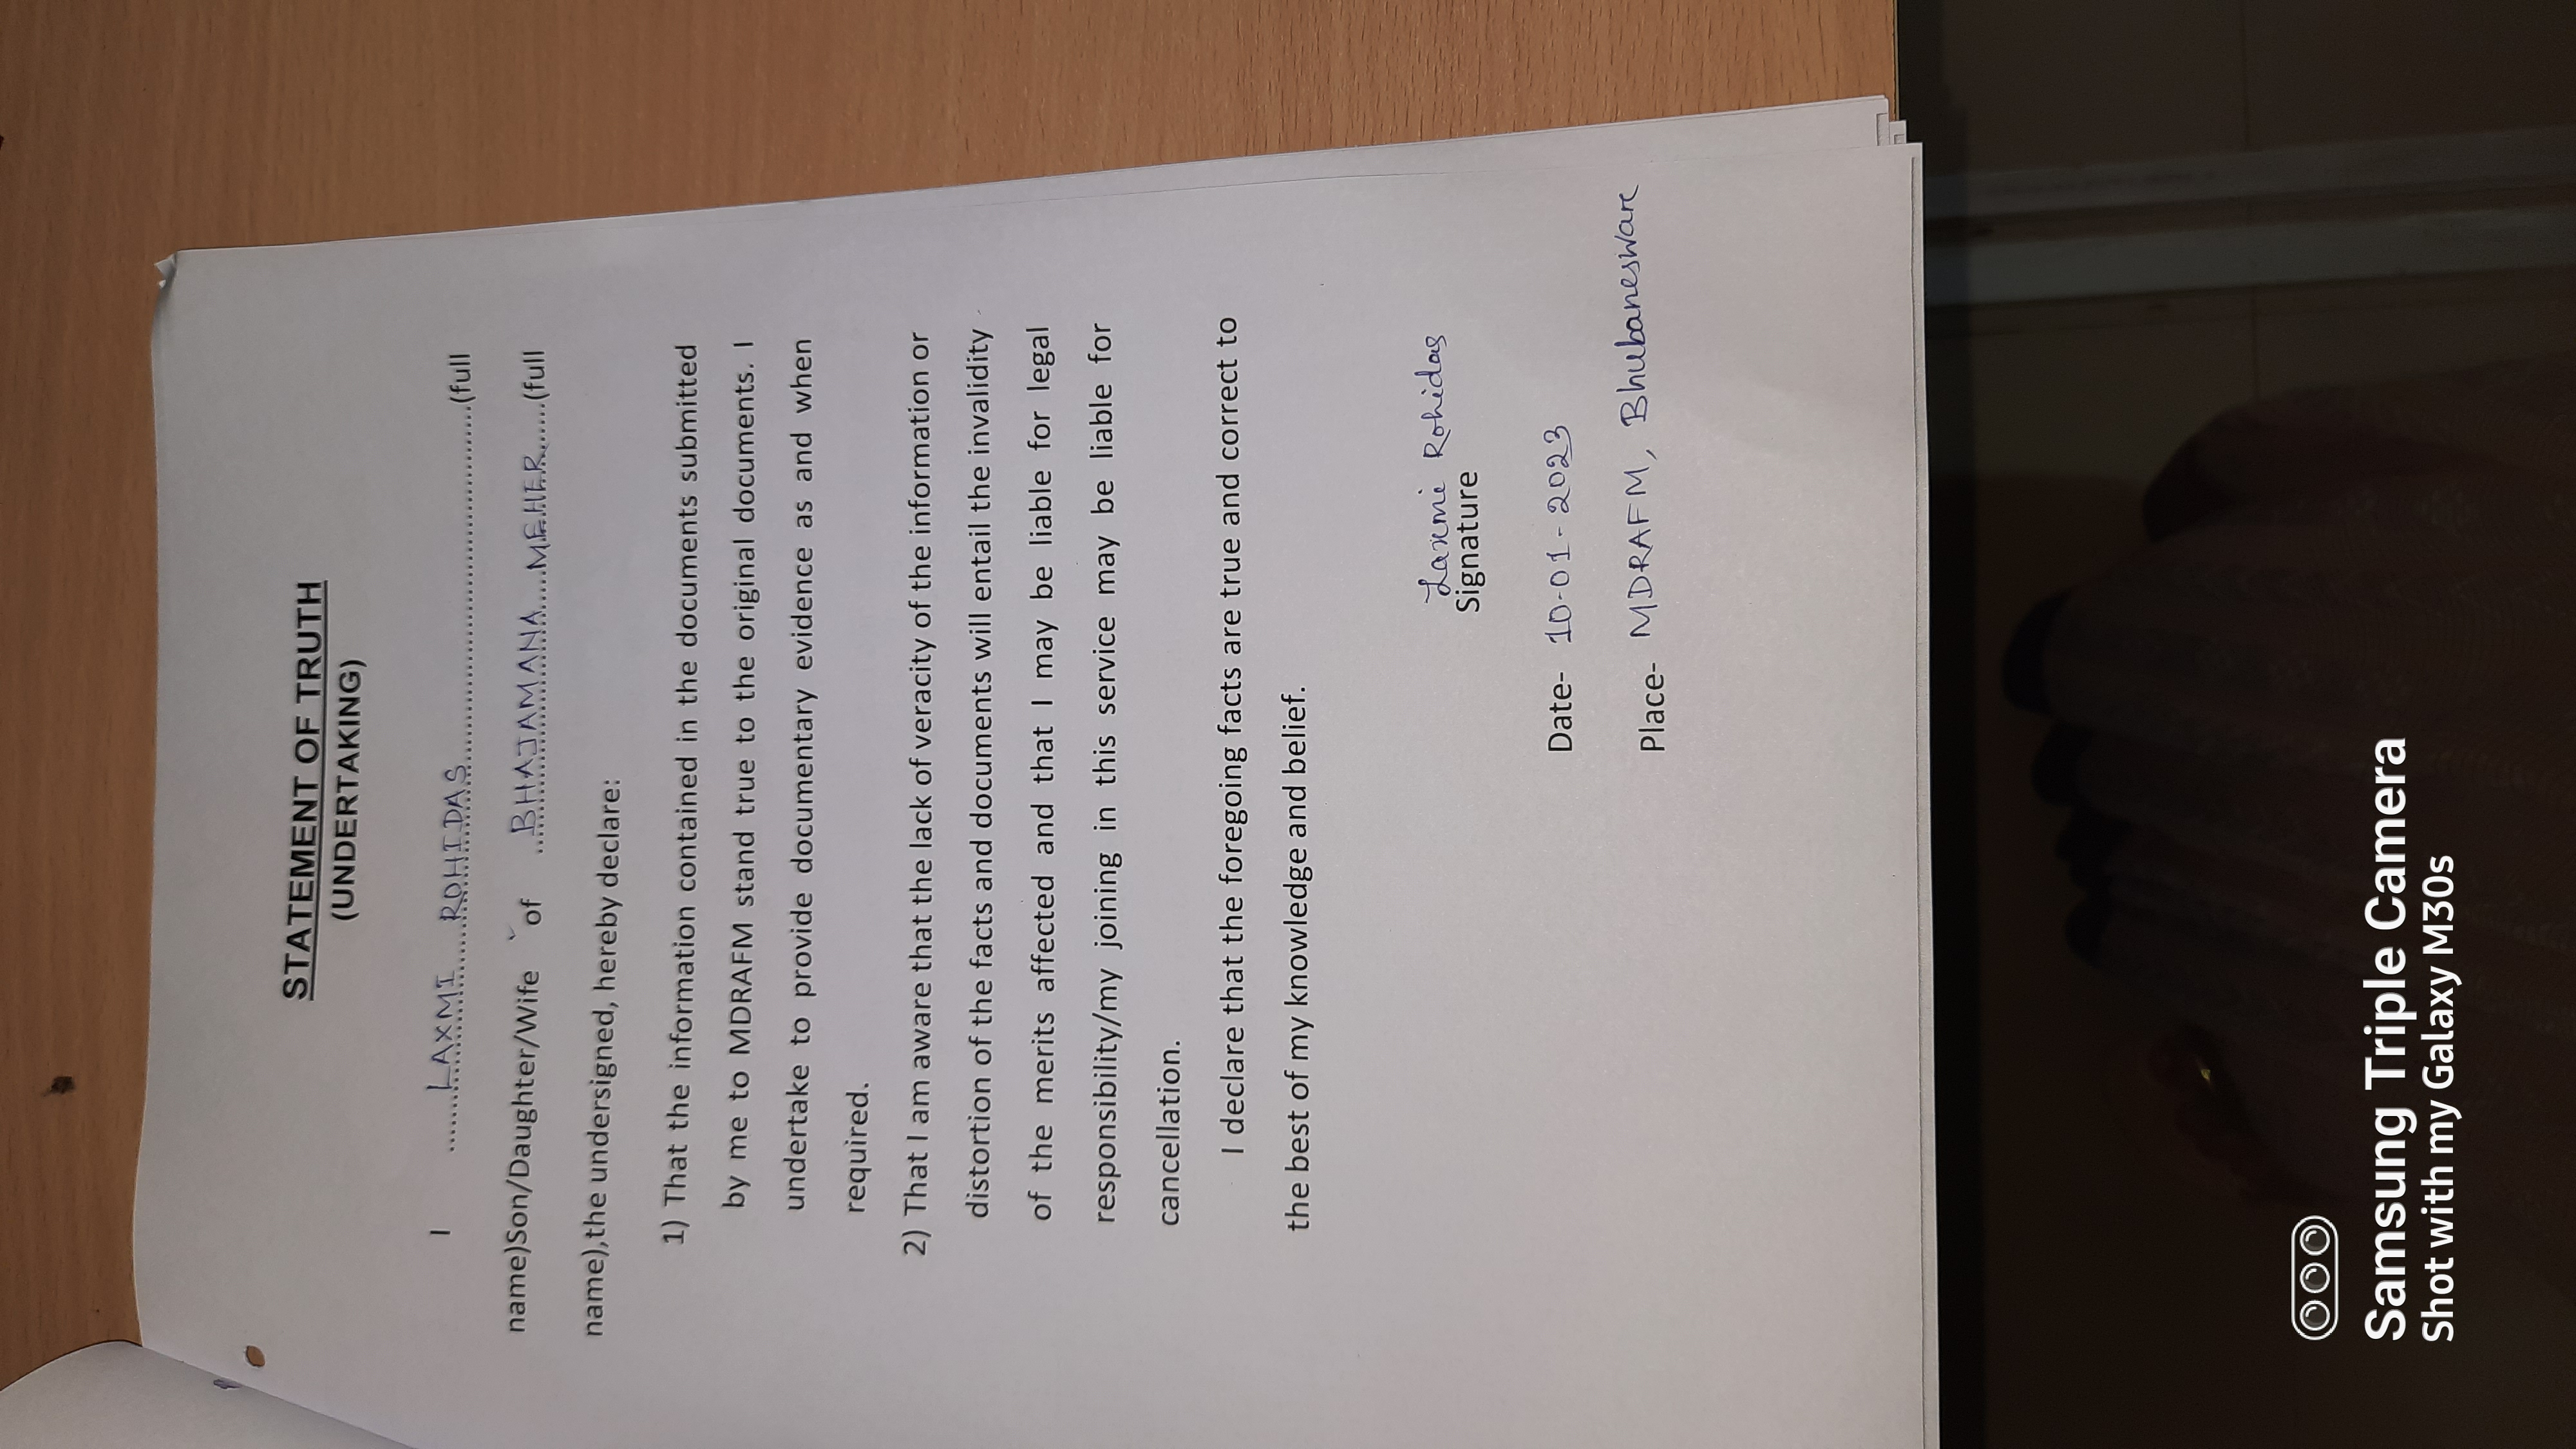 STATEMENT OF TRUTH
(UNDERTAKING)
I ......LAXMI ROHIDAS......(full
name)Son/Daughter/Wife ✓ of ......BHAJAMANA MEHER......(full
name),the undersigned, hereby declare:
1) That the information contained in the documents submitted
by me to MDRAFM stand true to the original documents. I
undertake to provide documentary evidence as and when
required.
2) That I am aware that the lack of veracity of the information or
distortion of the facts and documents will entail the invalidity
of the merits affected and that I may be liable for legal
responsibility/my joining in this service may be liable for
cancellation.
I declare that the foregoing facts are true and correct to
the best of my knowledge and belief.
Laxmi Rohidas
Signature
Date- 10-01-2023
Place- MDRAFM, Bhubaneswar
Samsung Triple Camera
Shot with my Galaxy M30s